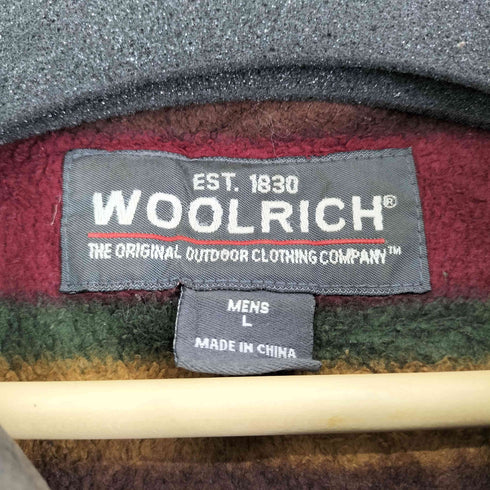 EST. 1830
WOOLRICH®
THE ORIGINAL OUTDOOR CLOTHING COMPANY™
MENS
L
MADE IN CHINA